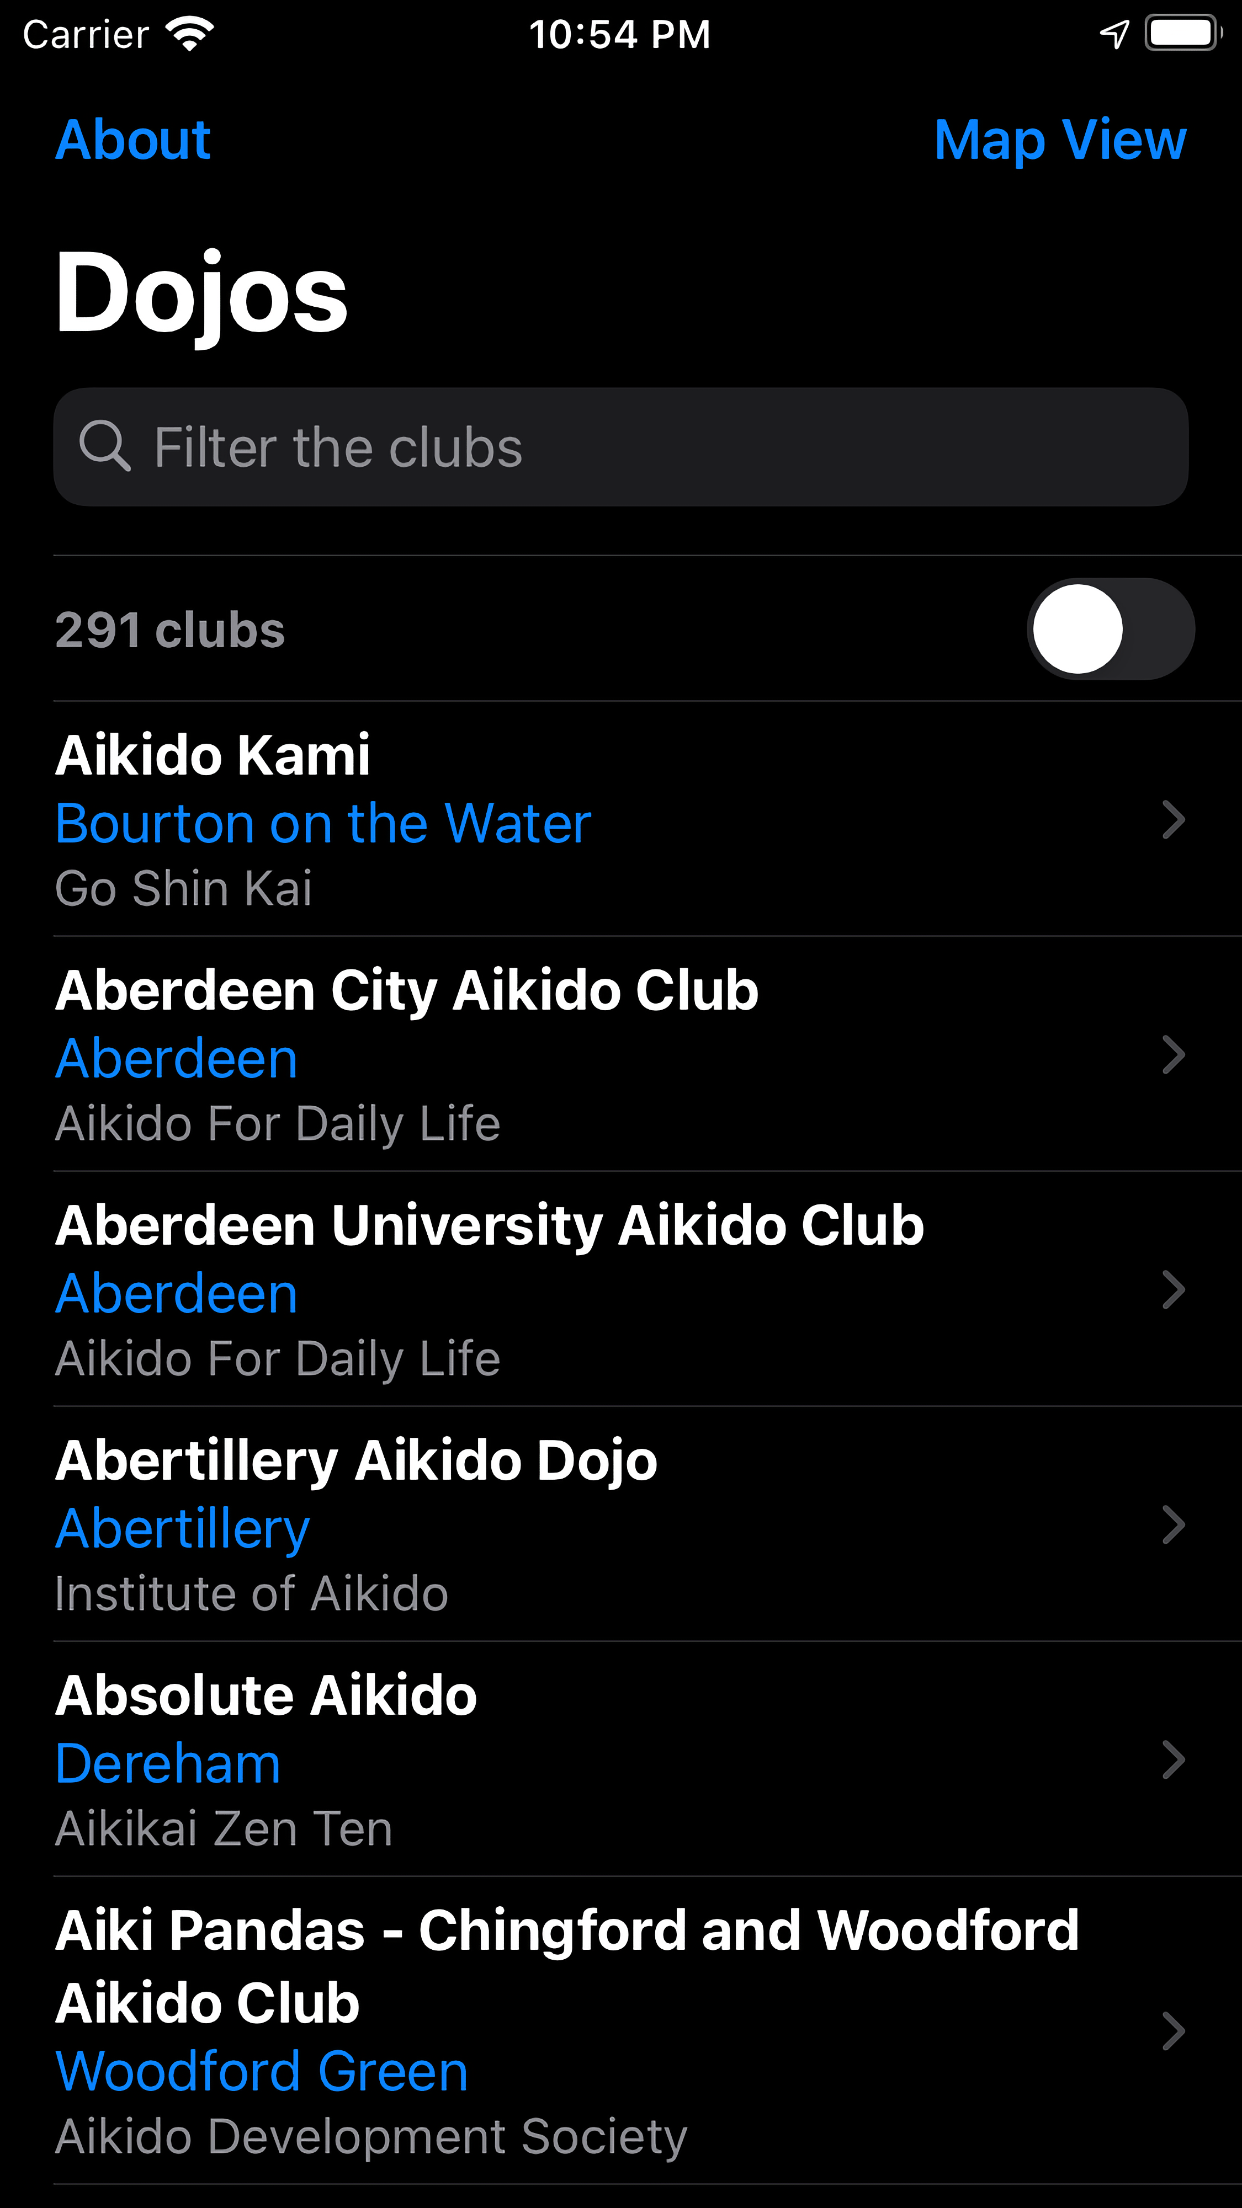 Carrier 10:54 PM
About Map View
Dojos
Filter the clubs
291 clubs
Aikido Kami
Bourton on the Water
Go Shin Kai
Aberdeen City Aikido Club
Aberdeen
Aikido For Daily Life
Aberdeen University Aikido Club
Aberdeen
Aikido For Daily Life
Abertillery Aikido Dojo
Abertillery
Institute of Aikido
Absolute Aikido
Dereham
Aikikai Zen Ten
Aiki Pandas - Chingford and Woodford
Aikido Club
Woodford Green
Aikido Development Society